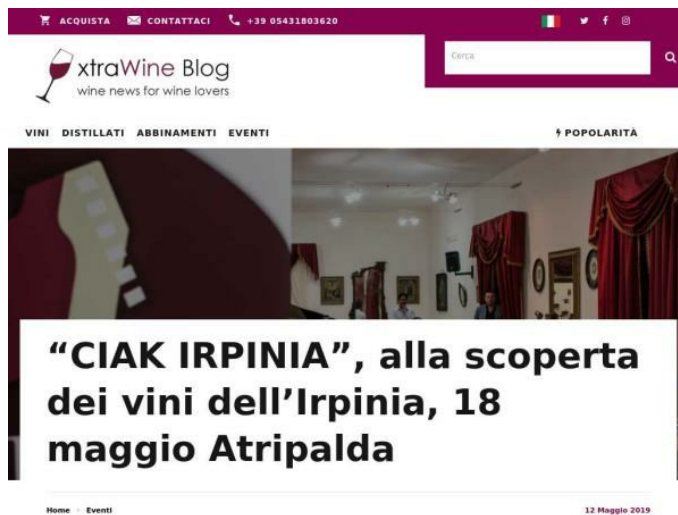 ACQUISTA CONTATTACI +39 05431803620
Cerca
xtraWine Blog
wine news for wine lovers
VINI DISTILLATI ABBINAMENTI EVENTI POPOLARITÀ
“CIAK IRPINIA”, alla scoperta
dei vini dell’Irpinia, 18
maggio Atripalda
Home Eventi 12 Maggio 2019